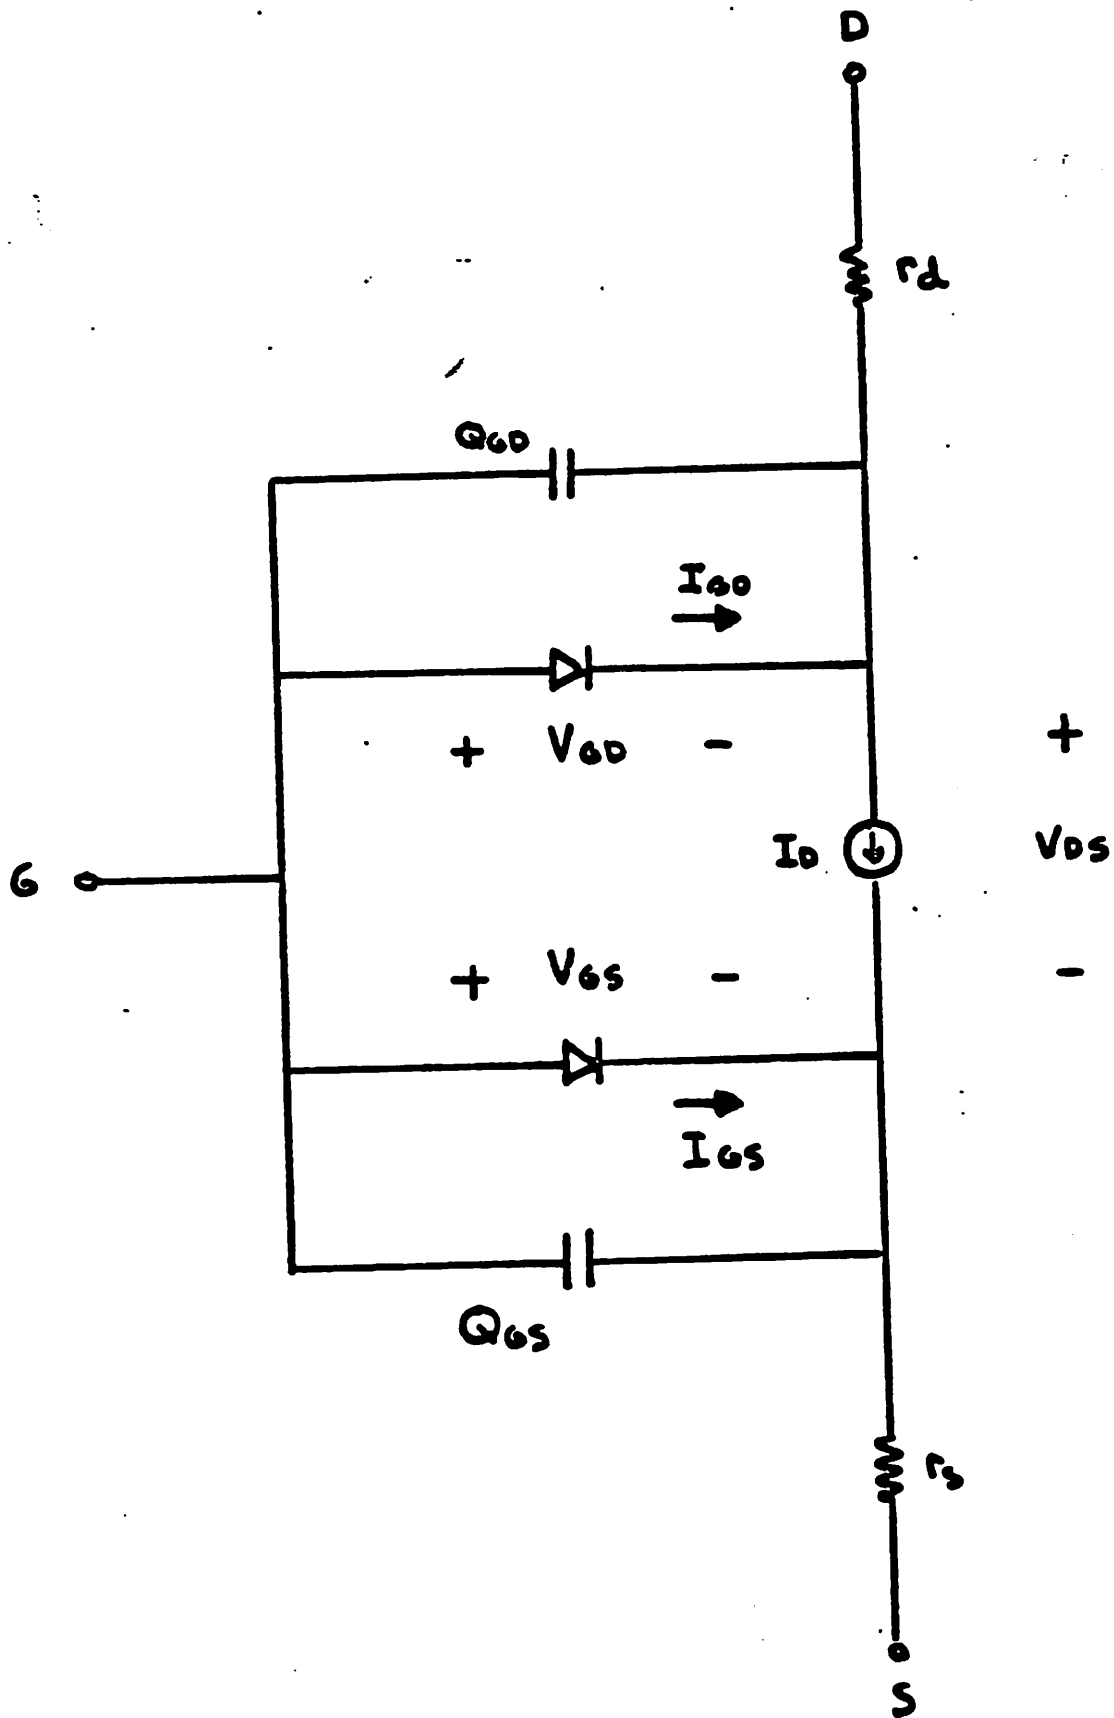 D
rd
QGD
IGD
+ VGD -
+
ID
VDS
G
+ VGS -
-
IGS
QGS
rs
S